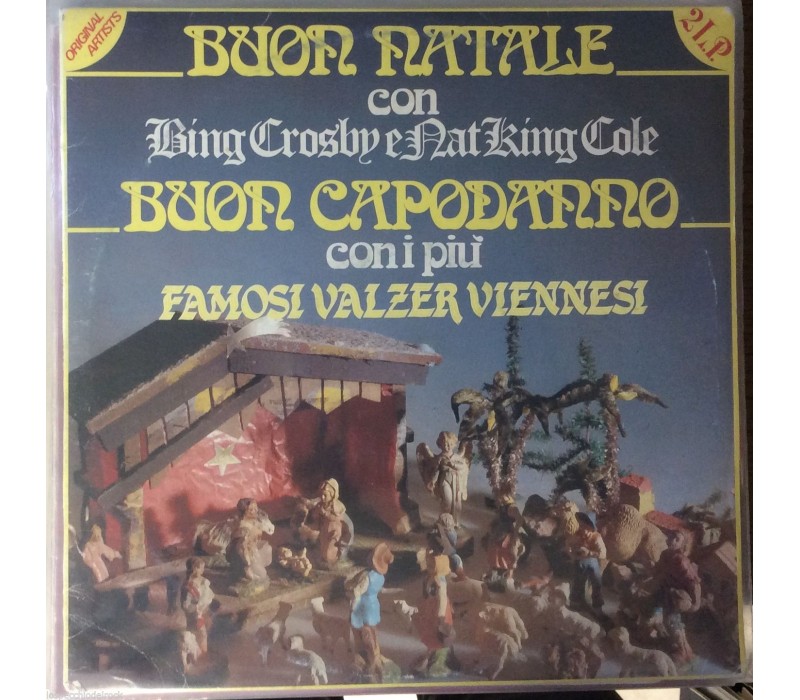 ORIGINAL
ARTISTS
2 L.P.
BUON NATALE
con
Bing Crosby e Nat King Cole
BUON CAPODANNO
con i più
FAMOSI VALZER VIENNESI